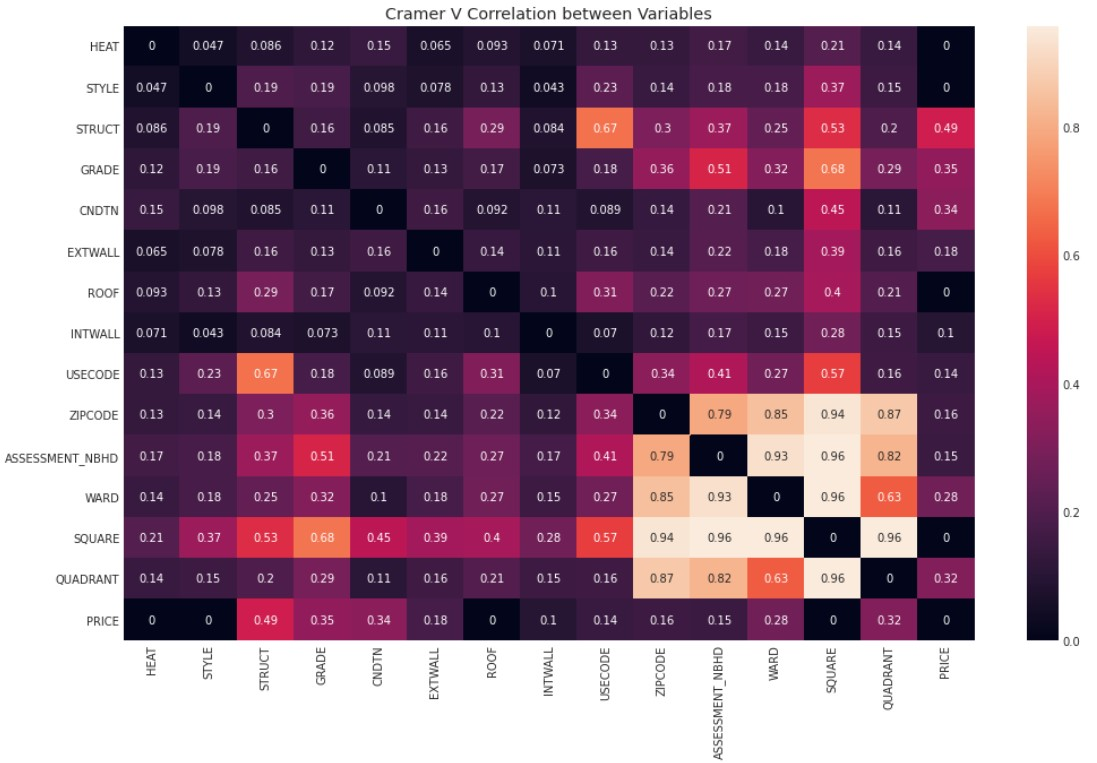 Cramer V Correlation between Variables
HEAT 0 0.047 0.086 0.12 0.15 0.065 0.093 0.071 0.13 0.13 0.17 0.14 0.21 0.14 0
STYLE 0.047 0 0.19 0.19 0.098 0.078 0.13 0.043 0.23 0.14 0.18 0.18 0.37 0.15 0
STRUCT 0.086 0.19 0 0.16 0.085 0.16 0.29 0.084 0.67 0.3 0.37 0.25 0.53 0.2 0.49
GRADE 0.12 0.19 0.16 0 0.11 0.13 0.17 0.073 0.18 0.36 0.51 0.32 0.68 0.29 0.35
CNDTN 0.15 0.098 0.085 0.11 0 0.16 0.092 0.11 0.089 0.14 0.21 0.1 0.45 0.11 0.34
EXTWALL 0.065 0.078 0.16 0.13 0.16 0 0.14 0.11 0.16 0.14 0.22 0.18 0.39 0.16 0.18
ROOF 0.093 0.13 0.29 0.17 0.092 0.14 0 0.1 0.31 0.22 0.27 0.27 0.4 0.21 0
INTWALL 0.071 0.043 0.084 0.073 0.11 0.11 0.1 0 0.07 0.12 0.17 0.15 0.28 0.15 0.1
USECODE 0.13 0.23 0.67 0.18 0.089 0.16 0.31 0.07 0 0.34 0.41 0.27 0.57 0.16 0.14
ZIPCODE 0.13 0.14 0.3 0.36 0.14 0.14 0.22 0.12 0.34 0 0.79 0.85 0.94 0.87 0.16
ASSESSMENT_NBHD 0.17 0.18 0.37 0.51 0.21 0.22 0.27 0.17 0.41 0.79 0 0.93 0.96 0.82 0.15
WARD 0.14 0.18 0.25 0.32 0.1 0.18 0.27 0.15 0.27 0.85 0.93 0 0.96 0.63 0.28
SQUARE 0.21 0.37 0.53 0.68 0.45 0.39 0.4 0.28 0.57 0.94 0.96 0.96 0 0.96 0
QUADRANT 0.14 0.15 0.2 0.29 0.11 0.16 0.21 0.15 0.16 0.87 0.82 0.63 0.96 0 0.32
PRICE 0 0 0.49 0.35 0.34 0.18 0 0.1 0.14 0.16 0.15 0.28 0 0.32 0
HEAT STYLE STRUCT GRADE CNDTN EXTWALL ROOF INTWALL USECODE ZIPCODE ASSESSMENT_NBHD WARD SQUARE QUADRANT PRICE
0.8
0.6
0.4
0.2
0.0